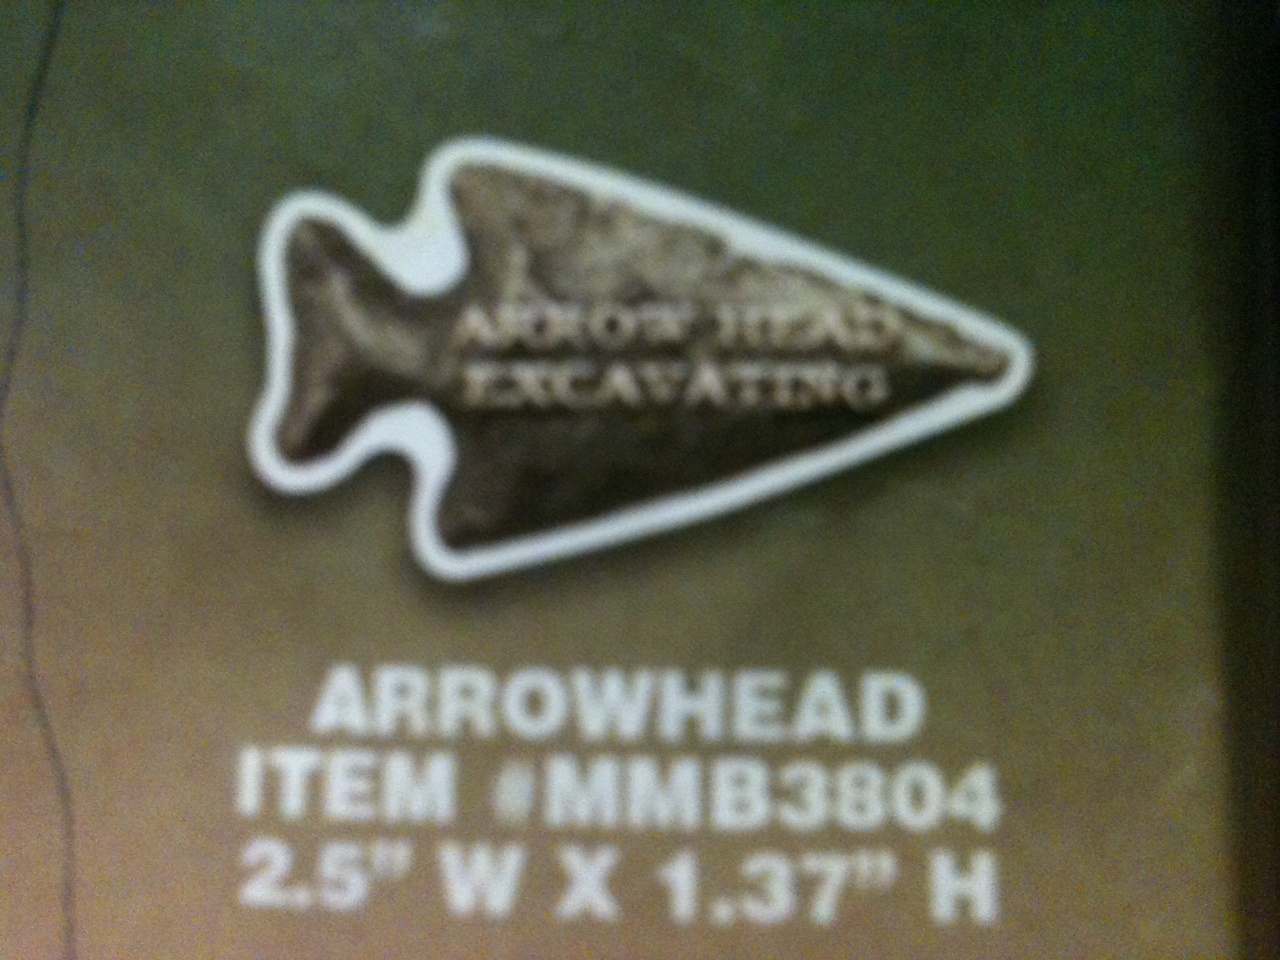 ARROW HEAD
EXCAVATING
ARROWHEAD
ITEM #MMB3804
2.5" W X 1.37" H